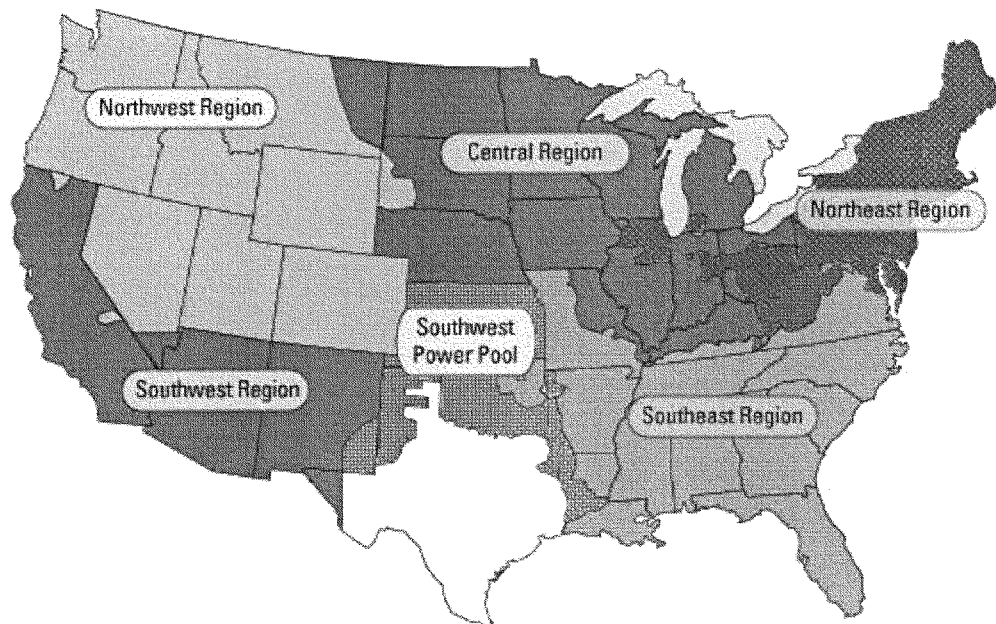 Northwest Region
Central Region
Northeast Region
Southwest
Power Pool
Southwest Region
Southeast Region